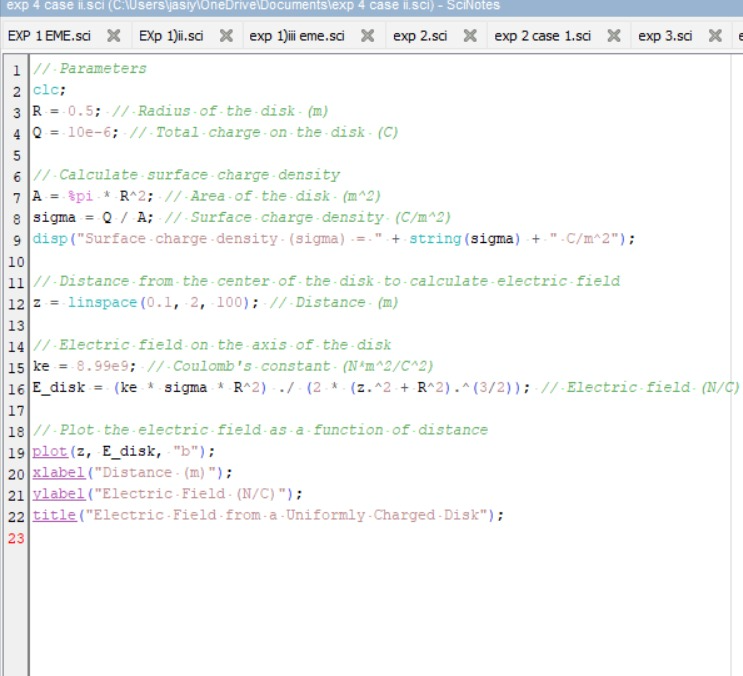 exp 4 case ii.sci (C:\Users\jasly\OneDrive\Documents\exp 4 case ii.sci) - SciNotes
EXP 1 EME.sci EXp 1)ii.sci exp 1)iii eme.sci exp 2.sci exp 2 case 1.sci exp 3.sci
1 // Parameters
2 clc;
3 R = 0.5; // Radius of the disk (m)
4 Q = 10e-6; // Total charge on the disk (C)
5
6 // Calculate surface charge density
7 A = %pi * R^2; // Area of the disk (m^2)
8 sigma = Q / A; // Surface charge density (C/m^2)
9 disp("Surface charge density (sigma) = " + string(sigma) + " C/m^2");
10
11 // Distance from the center of the disk to calculate electric field
12 z = linspace(0.1, 2, 100); // Distance (m)
13
14 // Electric field on the axis of the disk
15 ke = 8.99e9; // Coulomb's constant (N*m^2/C^2)
16 E_disk = (ke * sigma * R^2) ./ (2 * (z.^2 + R^2).^(3/2)); // Electric field (N/C)
17
18 // Plot the electric field as a function of distance
19 plot(z, E_disk, "b");
20 xlabel("Distance (m)");
21 ylabel("Electric Field (N/C)");
22 title("Electric Field from a Uniformly Charged Disk");
23